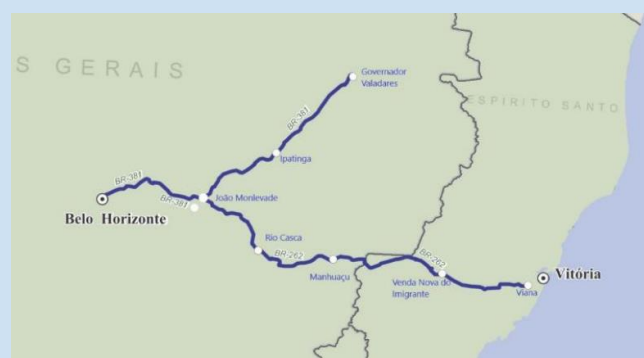 S GERAIS
Governador
Valadares
ESPIRITO SANTO
BR-381
Ipatinga
BR-381
João Monlevade
BR-381
Belo Horizonte
Rio Casca
BR-262
Manhuaçu
BR-262
Venda Nova do
Imigrante
Viana
Vitória